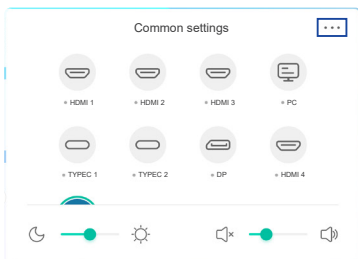 Common settings
HDMI 1
HDMI 2
HDMI 3
PC
TYPEC 1
TYPEC 2
DP
HDMI 4